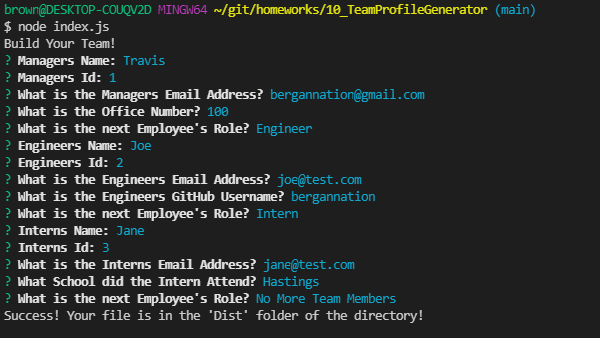 brown@DESKTOP-COUQV2D MINGW64 ~/git/homeworks/10_TeamProfileGenerator (main)
$ node index.js
Build Your Team!
? Managers Name: Travis
? Managers Id: 1
? What is the Managers Email Address? bergannation@gmail.com
? What is the Office Number? 100
? What is the next Employee's Role? Engineer
? Engineers Name: Joe
? Engineers Id: 2
? What is the Engineers Email Address? joe@test.com
? What is the Engineers GitHub Username? bergannation
? What is the next Employee's Role? Intern
? Interns Name: Jane
? Interns Id: 3
? What is the Interns Email Address? jane@test.com
? What School did the Intern Attend? Hastings
? What is the next Employee's Role? No More Team Members
Success! Your file is in the 'Dist' folder of the directory!